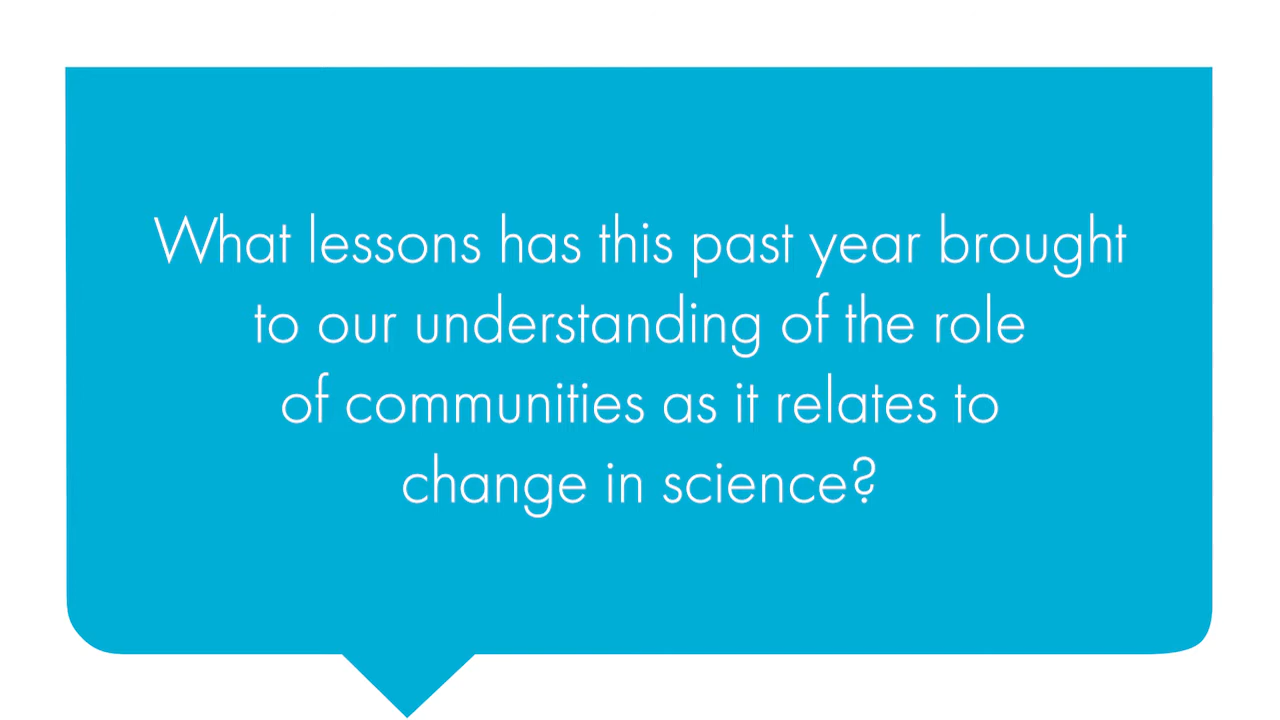 What lessons has this past year brought
to our understanding of the role
of communities as it relates to
change in science?